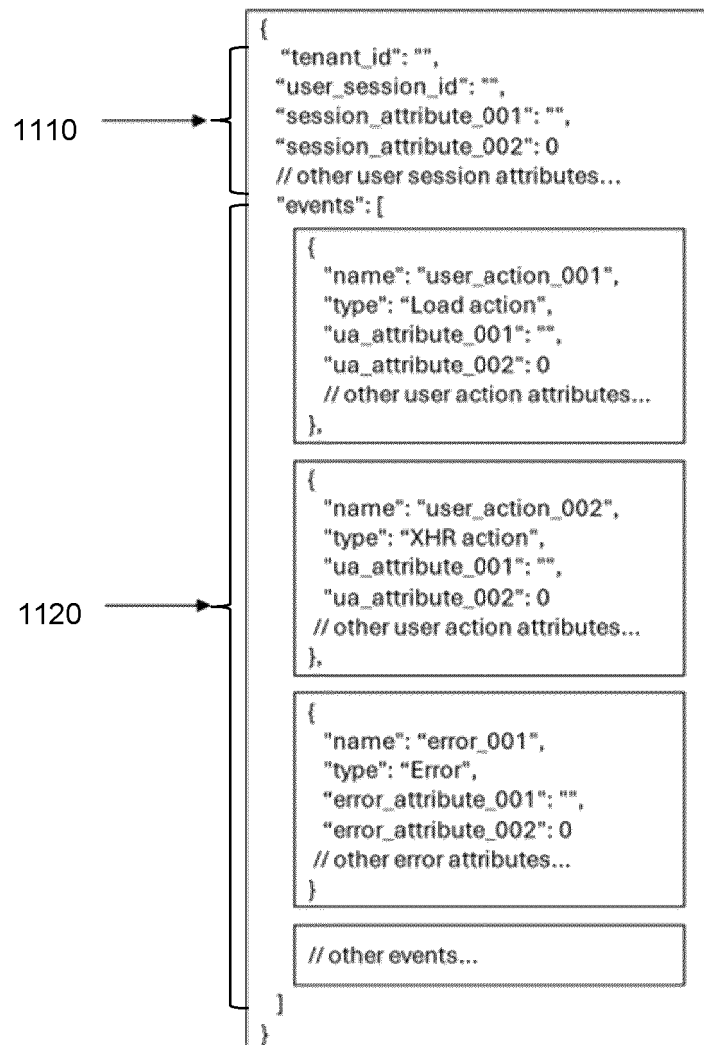 {
"tenant_id": "",
"user_session_id": "",
"session_attribute_001": "",
1110
"session_attribute_002": 0
// other user session attributes...
"events": [
{
"name": "user_action_001",
"type": "Load action",
"ua_attribute_001": "",
"ua_attribute_002": 0
// other user action attributes...
},
{
"name": "user_action_002",
"type": "XHR action",
"ua_attribute_001": "",
"ua_attribute_002": 0
1120
// other user action attributes...
},
{
"name": "error_001",
"type": "Error",
"error_attribute_001": "",
"error_attribute_002": 0
// other error attributes...
}
// other events...
]
}